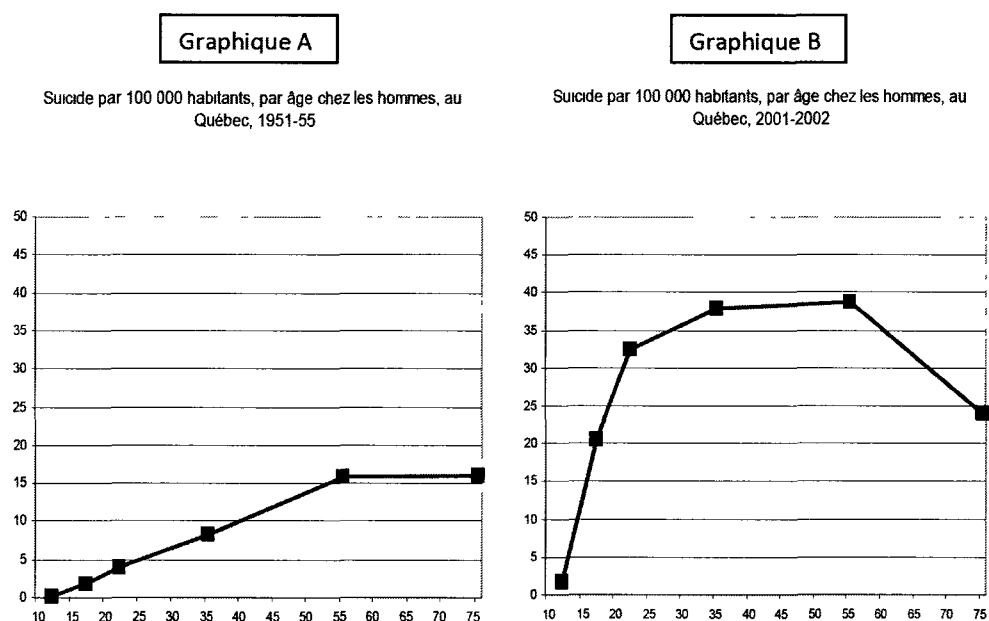 Graphique A
Suicide par 100 000 habitants, par âge chez les hommes, au
Québec, 1951-55
50
45
40
35
30
25
20
15
10
5
0
10 15 20 25 30 35 40 45 50 55 60 65 70 75
Graphique B
Suicide par 100 000 habitants, par âge chez les hommes, au
Québec, 2001-2002
50
45
40
35
30
25
20
15
10
5
0
10 15 20 25 30 35 40 45 50 55 60 65 70 75